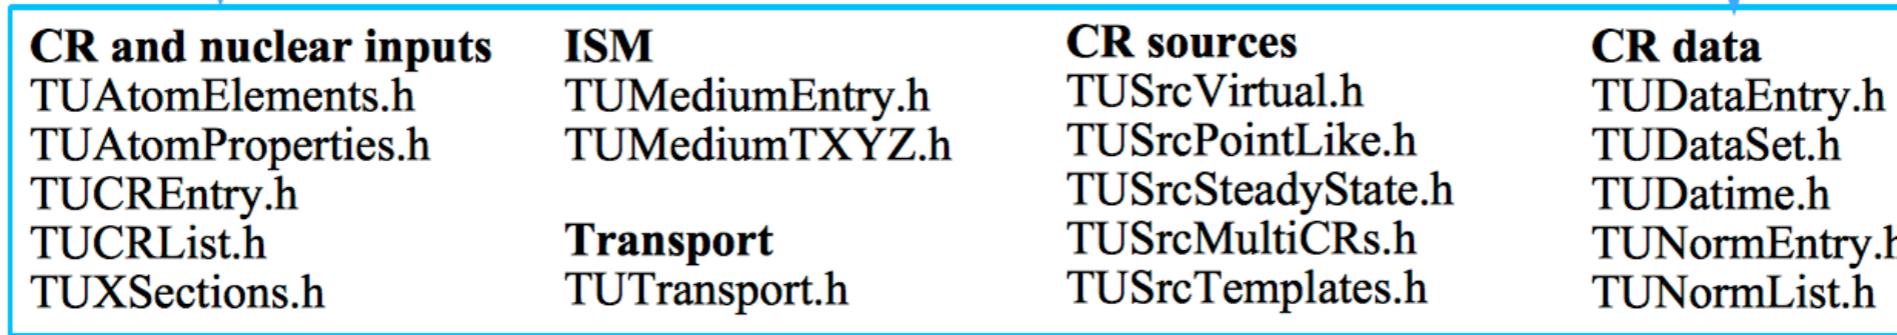 CR and nuclear inputs
TUAtomElements.h
TUAtomProperties.h
TUCREntry.h
TUCRList.h
TUXSections.h
ISM
TUMediumEntry.h
TUMediumTXYZ.h
Transport
TUTransport.h
CR sources
TUSrcVirtual.h
TUSrcPointLike.h
TUSrcSteadyState.h
TUSrcMultiCRs.h
TUSrcTemplates.h
CR data
TUDataEntry.h
TUDataSet.h
TUDatime.h
TUNormEntry.h
TUNormList.h